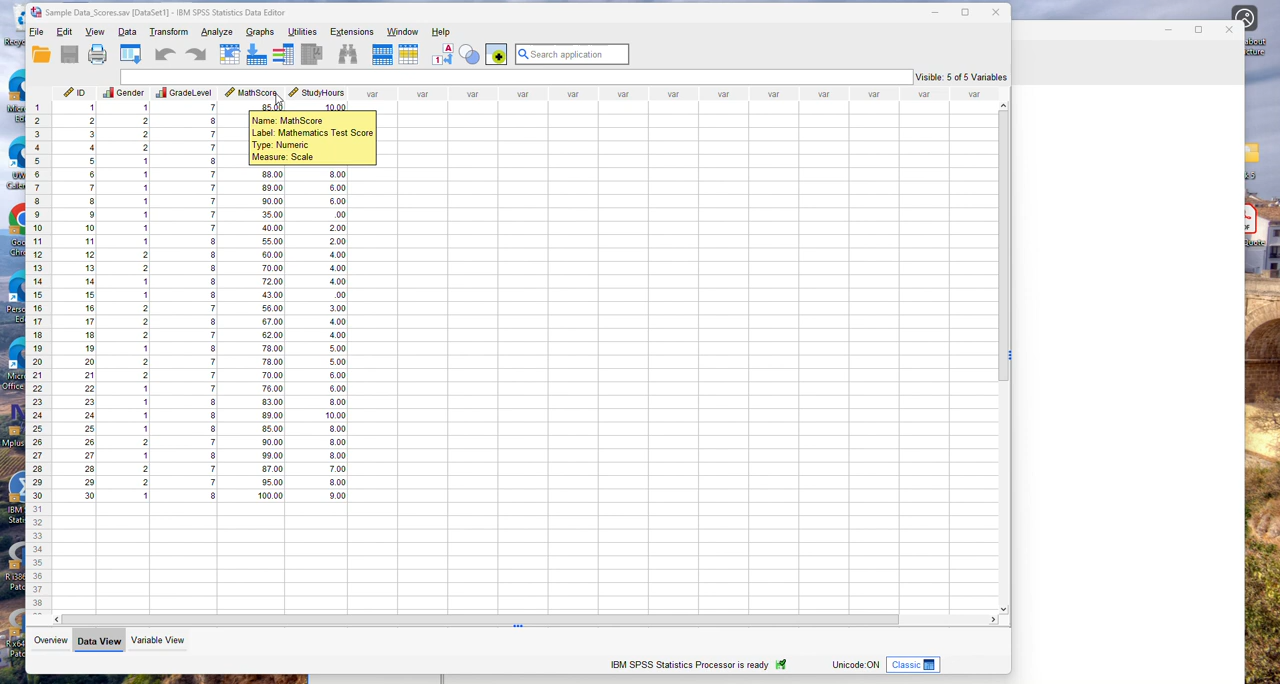 Sample Data_Scores.sav [DataSet1] - IBM SPSS Statistics Data Editor
File Edit View Data Transform Analyze Graphs Utilities Extensions Window Help
Search application
Visible: 5 of 5 Variables
ID Gender GradeLevel MathScore StudyHours var var var var var var var var var var var var var
1 1 1 7 85.00 10.00
2 2 2 8
3 3 2 7
4 4 2 7
5 5 1 8
Name: MathScore
Label: Mathematics Test Score
Type: Numeric
Measure: Scale
6 6 1 7 88.00 8.00
7 7 1 7 89.00 6.00
8 8 1 7 90.00 6.00
9 9 1 7 35.00 .00
10 10 1 7 40.00 2.00
11 11 1 8 55.00 2.00
12 12 2 8 60.00 4.00
13 13 2 8 70.00 4.00
14 14 1 8 72.00 4.00
15 15 1 8 43.00 .00
16 16 2 7 56.00 3.00
17 17 1 8 67.00 4.00
18 18 2 7 62.00 4.00
19 19 1 8 78.00 5.00
20 20 2 7 78.00 5.00
21 21 2 7 70.00 6.00
22 22 1 7 76.00 6.00
23 23 1 8 83.00 8.00
24 24 1 8 89.00 10.00
25 25 1 8 85.00 8.00
26 26 2 7 90.00 8.00
27 27 1 8 99.00 8.00
28 28 2 7 87.00 7.00
29 29 2 7 95.00 8.00
30 30 1 8 100.00 9.00
31
32
33
34
35
36
37
38
Overview Data View Variable View
IBM SPSS Statistics Processor is ready Unicode:ON Classic